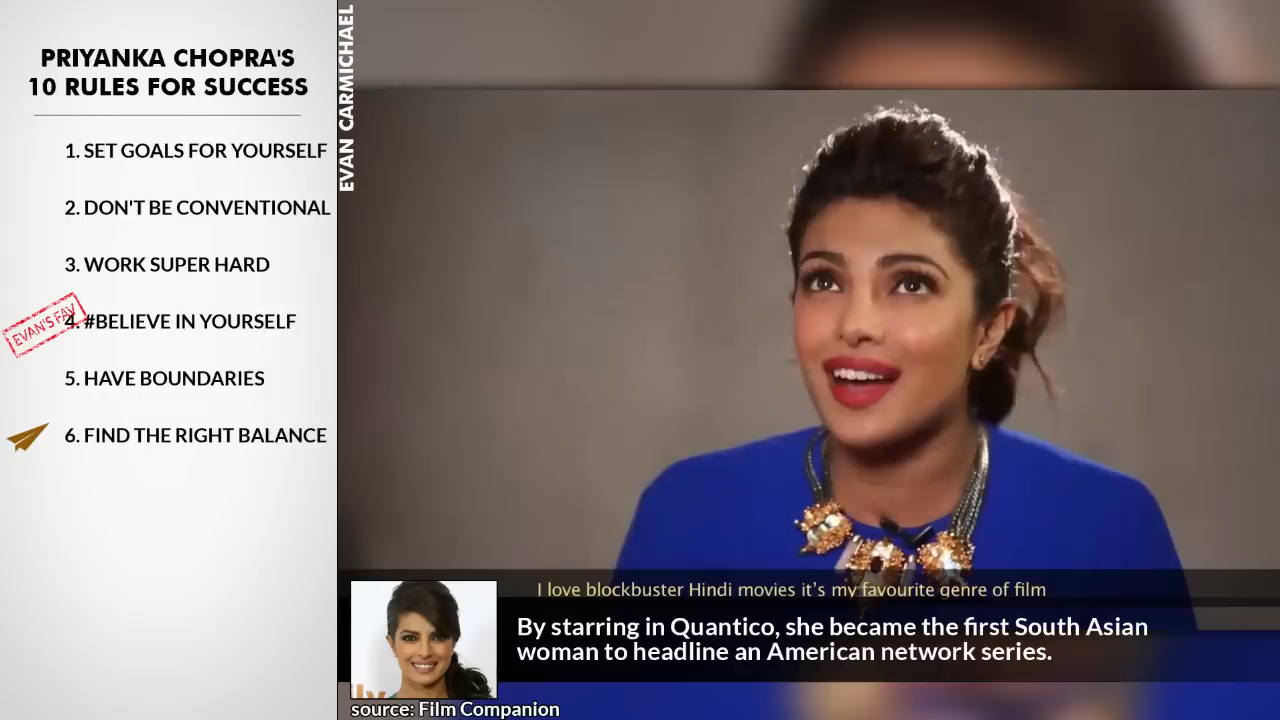 PRIYANKA CHOPRA'S
10 RULES FOR SUCCESS
1. SET GOALS FOR YOURSELF
2. DON'T BE CONVENTIONAL
3. WORK SUPER HARD
EVAN'S FAV
4. #BELIEVE IN YOURSELF
5. HAVE BOUNDARIES
6. FIND THE RIGHT BALANCE
EVAN CARMICHAEL
I love blockbuster Hindi movies it's my favourite genre of film
By starring in Quantico, she became the first South Asian
woman to headline an American network series.
source: Film Companion